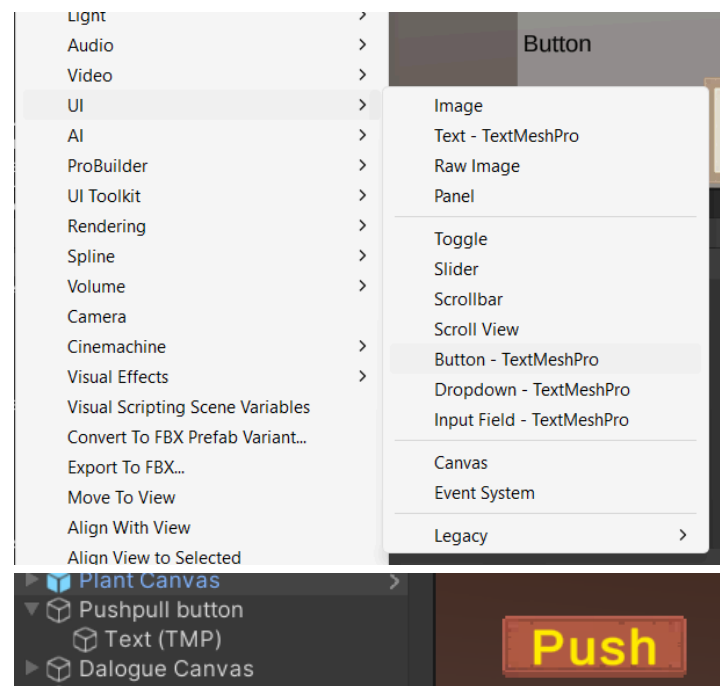 Light
Audio
Video
UI
AI
ProBuilder
UI Toolkit
Rendering
Spline
Volume
Camera
Cinemachine
Visual Effects
Visual Scripting Scene Variables
Convert To FBX Prefab Variant...
Export To FBX...
Move To View
Align With View
Align View to Selected
Button
Image
Text - TextMeshPro
Raw Image
Panel
Toggle
Slider
Scrollbar
Scroll View
Button - TextMeshPro
Dropdown - TextMeshPro
Input Field - TextMeshPro
Canvas
Event System
Legacy
Plant Canvas
Pushpull button
Text (TMP)
Dalogue Canvas
Push